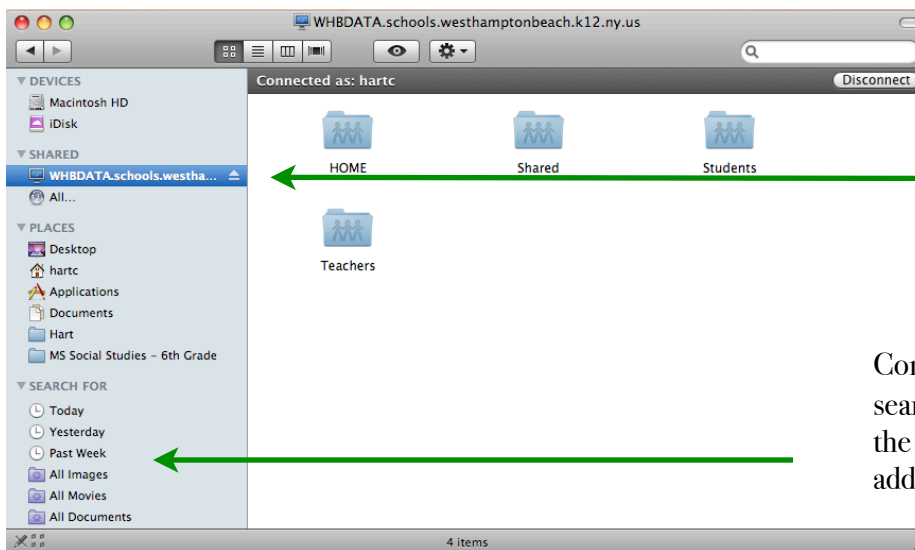 WHBDATA.schools.westhamptonbeach.k12.ny.us
DEVICES
Macintosh HD
iDisk
SHARED
WHBDATA.schools.westha...
All...
PLACES
Desktop
hartc
Applications
Documents
Hart
MS Social Studies – 6th Grade
SEARCH FOR
Today
Yesterday
Past Week
All Images
All Movies
All Documents
Connected as: hartc
Disconnect
HOME
Shared
Students
Teachers
the
add
4 items